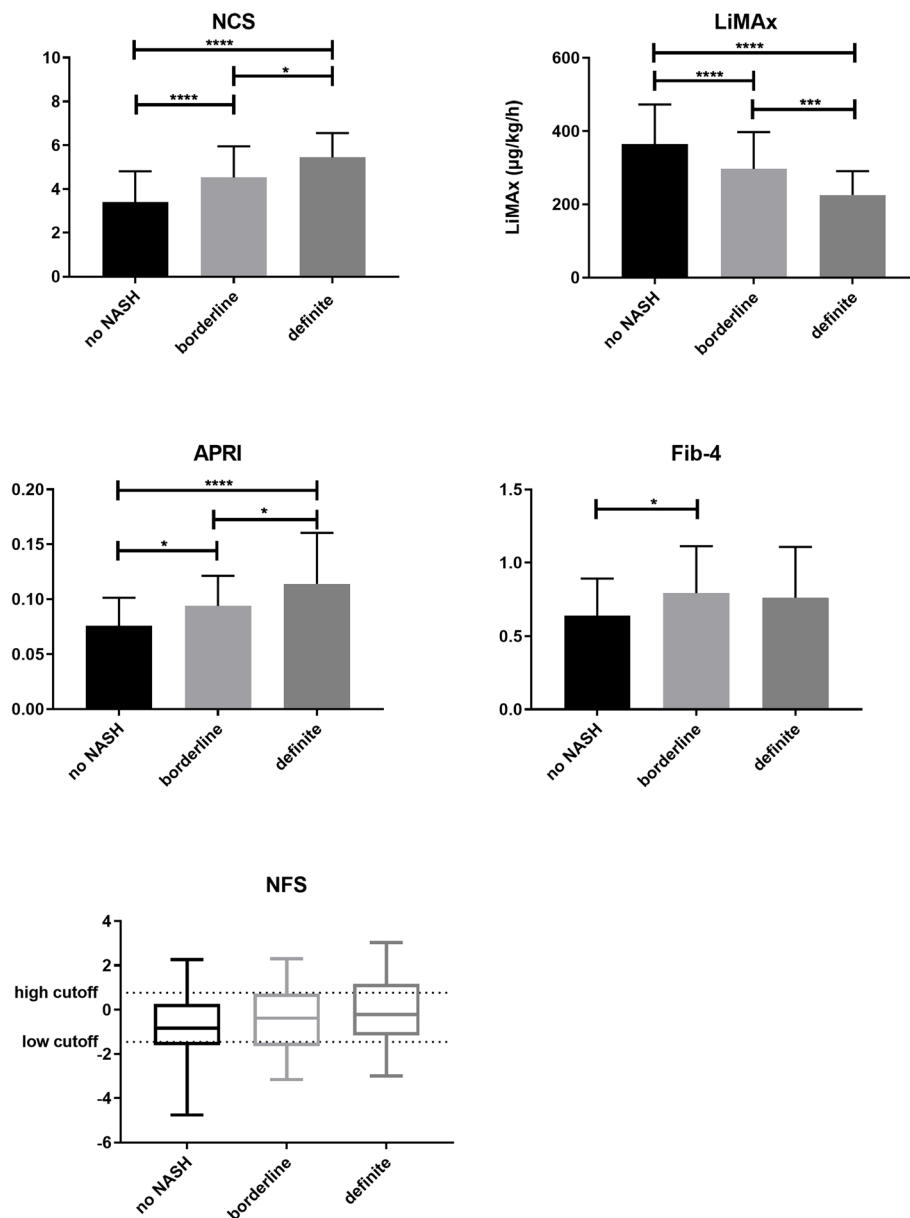 NCS
****
*
****
10
8
6
4
2
0
no NASH
borderline
definite
LiMAx
****
****
***
LiMAx (µg/kg/h)
600
400
200
0
no NASH
borderline
definite
APRI
****
*
*
0.20
0.15
0.10
0.05
0.00
no NASH
borderline
definite
Fib-4
*
1.5
1.0
0.5
0.0
no NASH
borderline
definite
NFS
4
2
high cutoff
0
low cutoff
-2
-4
-6
no NASH
borderline
definite